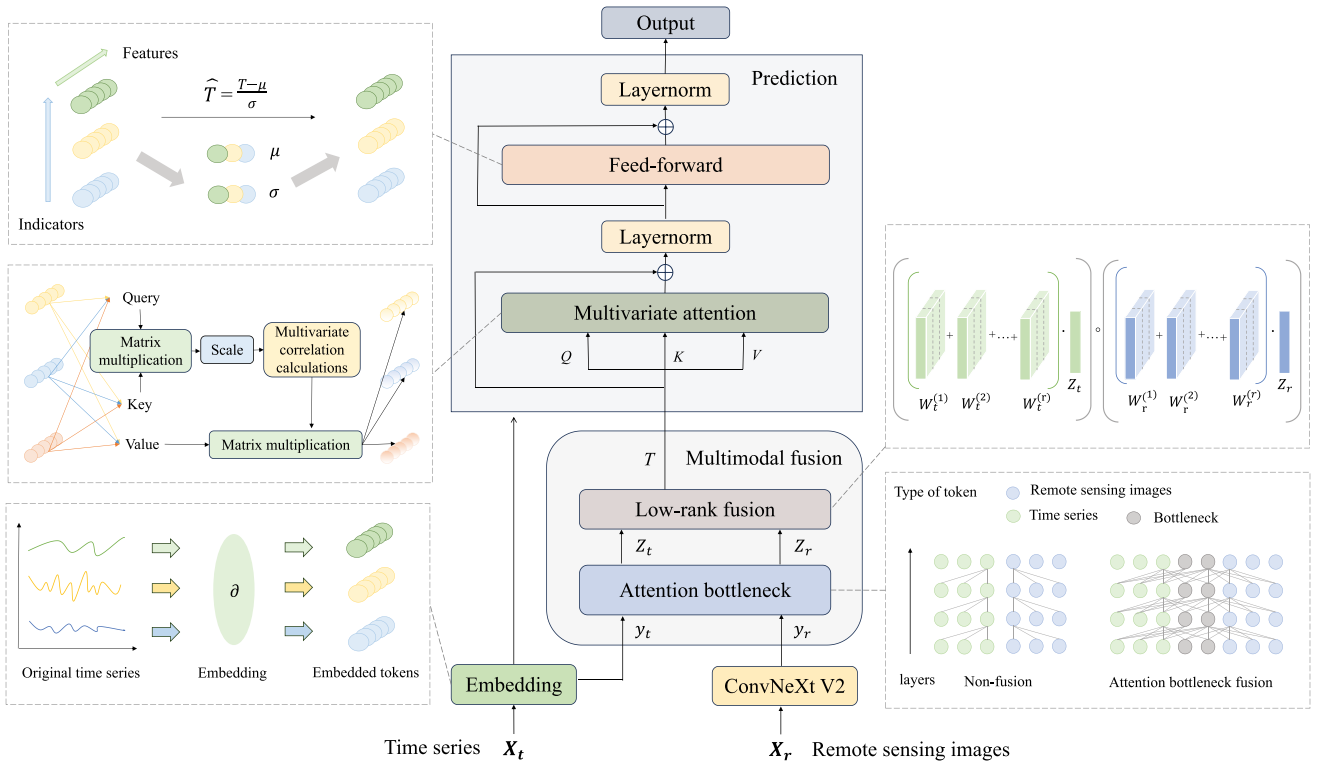 Output
Prediction
Layernorm
Feed-forward
Layernorm
Multivariate attention
Q
K
V
T
Multimodal fusion
Low-rank fusion
Z_t
Z_r
Attention bottleneck
y_t
y_r
Embedding
ConvNeXt V2
Time series X_t
X_r Remote sensing images
Features
T̂ = (T−μ)/σ
μ
σ
Indicators
Query
Matrix
multiplication
Scale
Multivariate
correlation
calculations
Key
Value
Matrix multiplication
∂
Original time series
Embedding
Embedded tokens
+ +⋯+ · ∘ + +⋯+ ·
W_t^(1) W_t^(2) W_t^(r) Z_t W_r^(1) W_r^(2) W_r^(r) Z_r
Type of token
Remote sensing images
Time series
Bottleneck
layers
Non-fusion
Attention bottleneck fusion